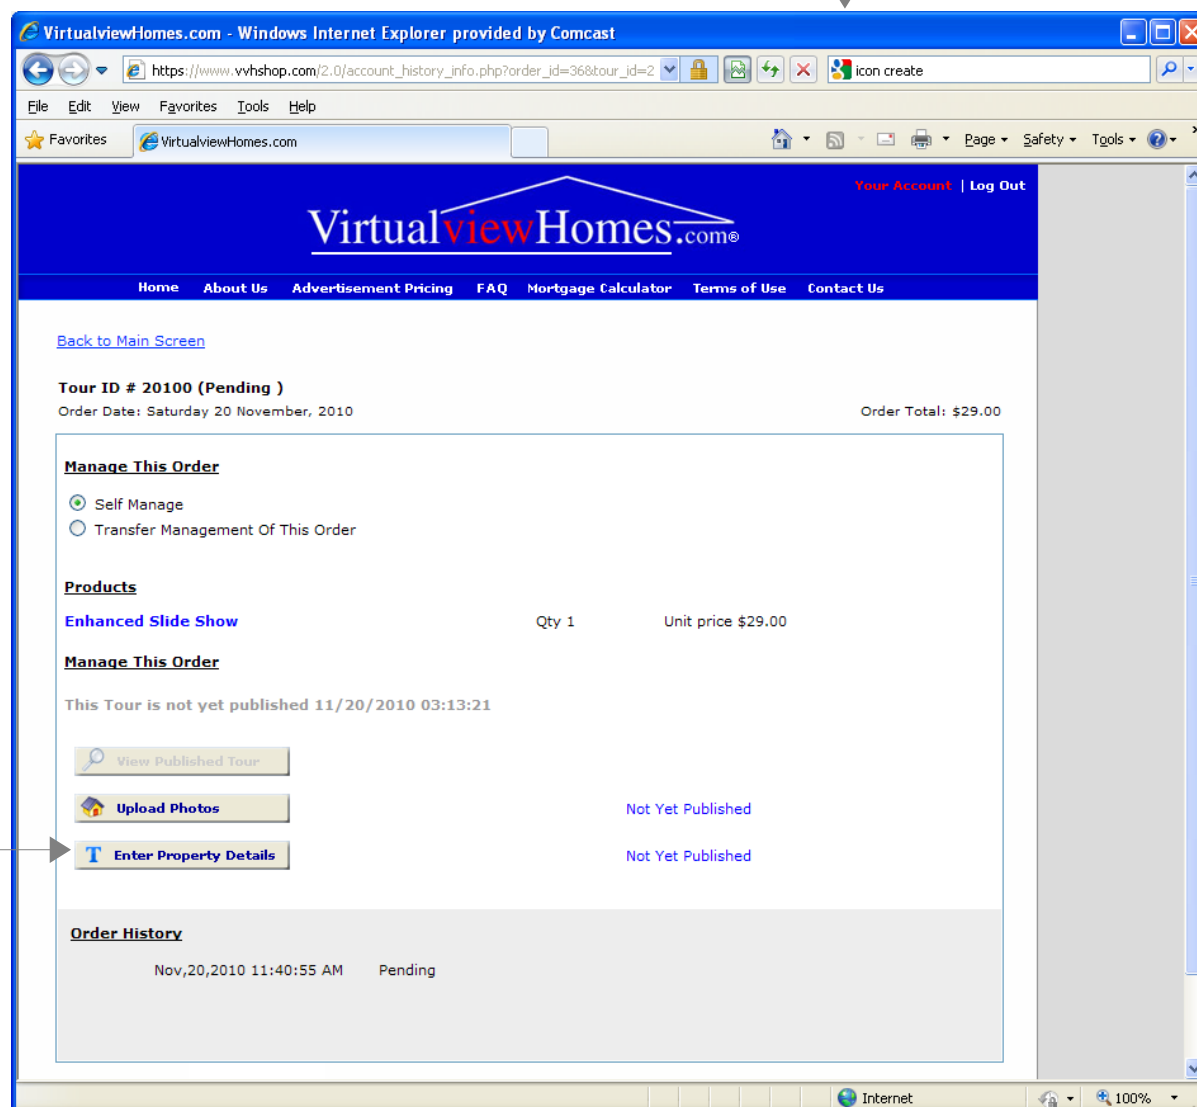 VirtualviewHomes.com - Windows Internet Explorer provided by Comcast
https://www.vvhshop.com/2.0/account_history_info.php?order_id=36&tour_id=2
icon create
File Edit View Favorites Tools Help
Favorites VirtualviewHomes.com Page Safety Tools
Your Account | Log Out
VirtualviewHomes.com®
Home About Us Advertisement Pricing FAQ Mortgage Calculator Terms of Use Contact Us
Back to Main Screen
Tour ID # 20100 (Pending )
Order Date: Saturday 20 November, 2010 Order Total: $29.00
Manage This Order
Self Manage
Transfer Management Of This Order
Products
Enhanced Slide Show Qty 1 Unit price $29.00
Manage This Order
This Tour is not yet published 11/20/2010 03:13:21
View Published Tour
Upload Photos Not Yet Published
T Enter Property Details Not Yet Published
Order History
Nov,20,2010 11:40:55 AM Pending
Internet 100%